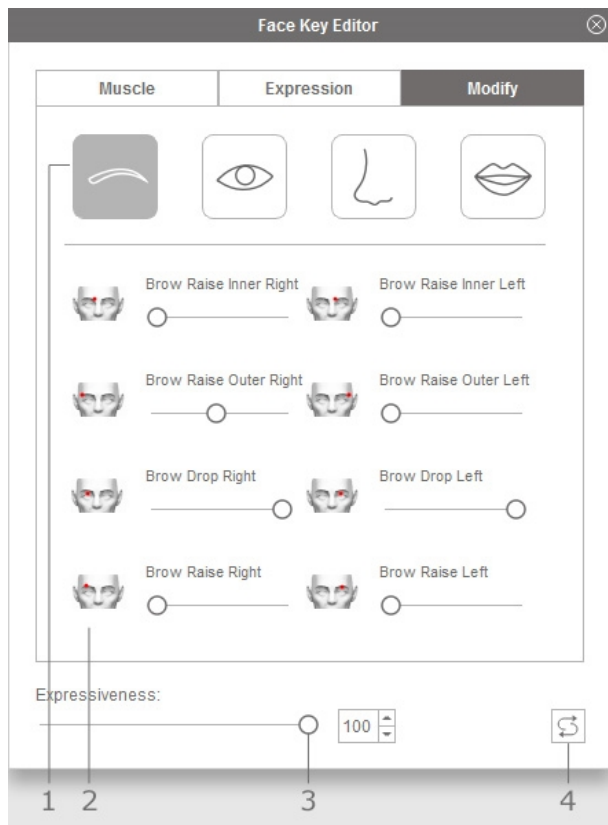 Face Key Editor
Muscle Expression Modify
Brow Raise Inner Right Brow Raise Inner Left
Brow Raise Outer Right Brow Raise Outer Left
Brow Drop Right Brow Drop Left
Brow Raise Right Brow Raise Left
Expressiveness:
100
1 2 3 4